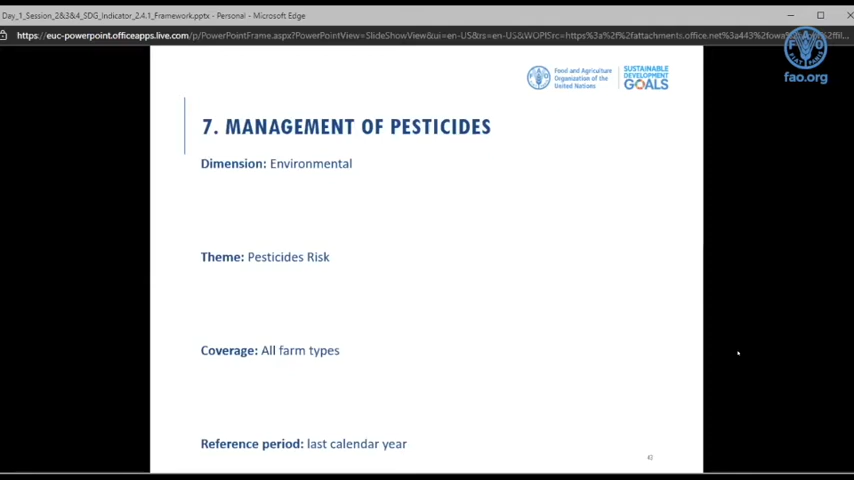 Day_1_Session_2&3&4_SDG_Indicator_2.4.1_Framework.pptx - Personal - Microsoft Edge
https://euc-powerpoint.officeapps.live.com/p/PowerPointFrame.aspx?PowerPointView=SlideShowView&ui=en-US&rs=en-US&WOPISrc=https%3a%2f%2fattachments.office.net%3a443%2fowa
fao.org
Food and Agriculture
Organization of the
United Nations
SUSTAINABLE
DEVELOPMENT
GOALS
7. MANAGEMENT OF PESTICIDES
Dimension: Environmental
Theme: Pesticides Risk
Coverage: All farm types
Reference period: last calendar year